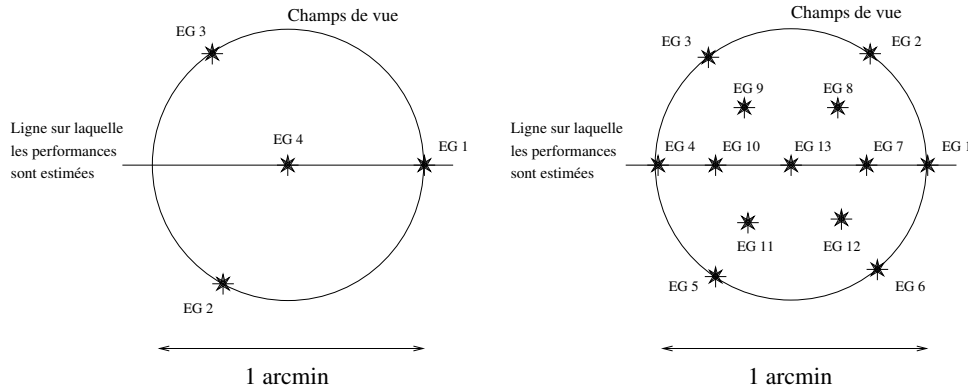 Champs de vue
EG 3
Ligne sur laquelle
les performances
sont estimées
EG 4
EG 1
EG 2
1 arcmin
Champs de vue
EG 3
EG 2
EG 9
EG 8
Ligne sur laquelle
les performances
sont estimées
EG 4
EG 10
EG 13
EG 7
EG 1
EG 11
EG 12
EG 5
EG 6
1 arcmin